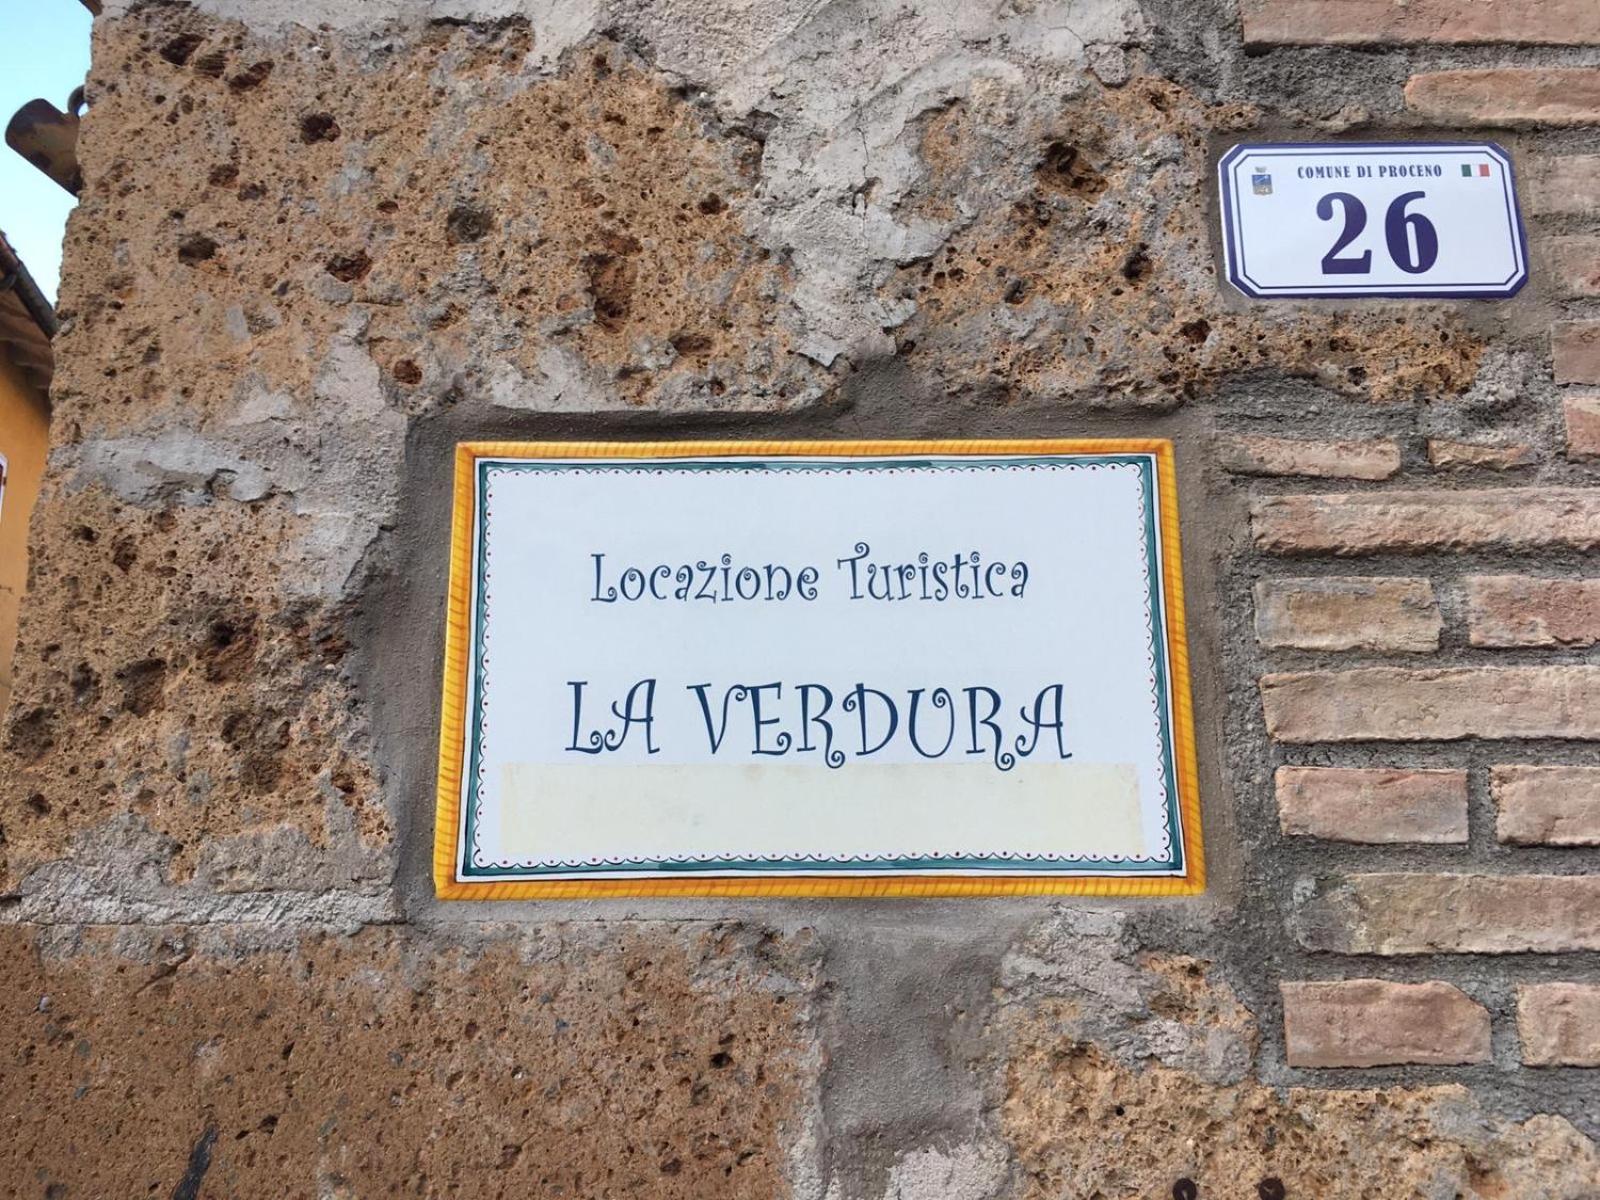 COMUNE DI PROCENO
26
Locazione Turistica
LA VERDURA